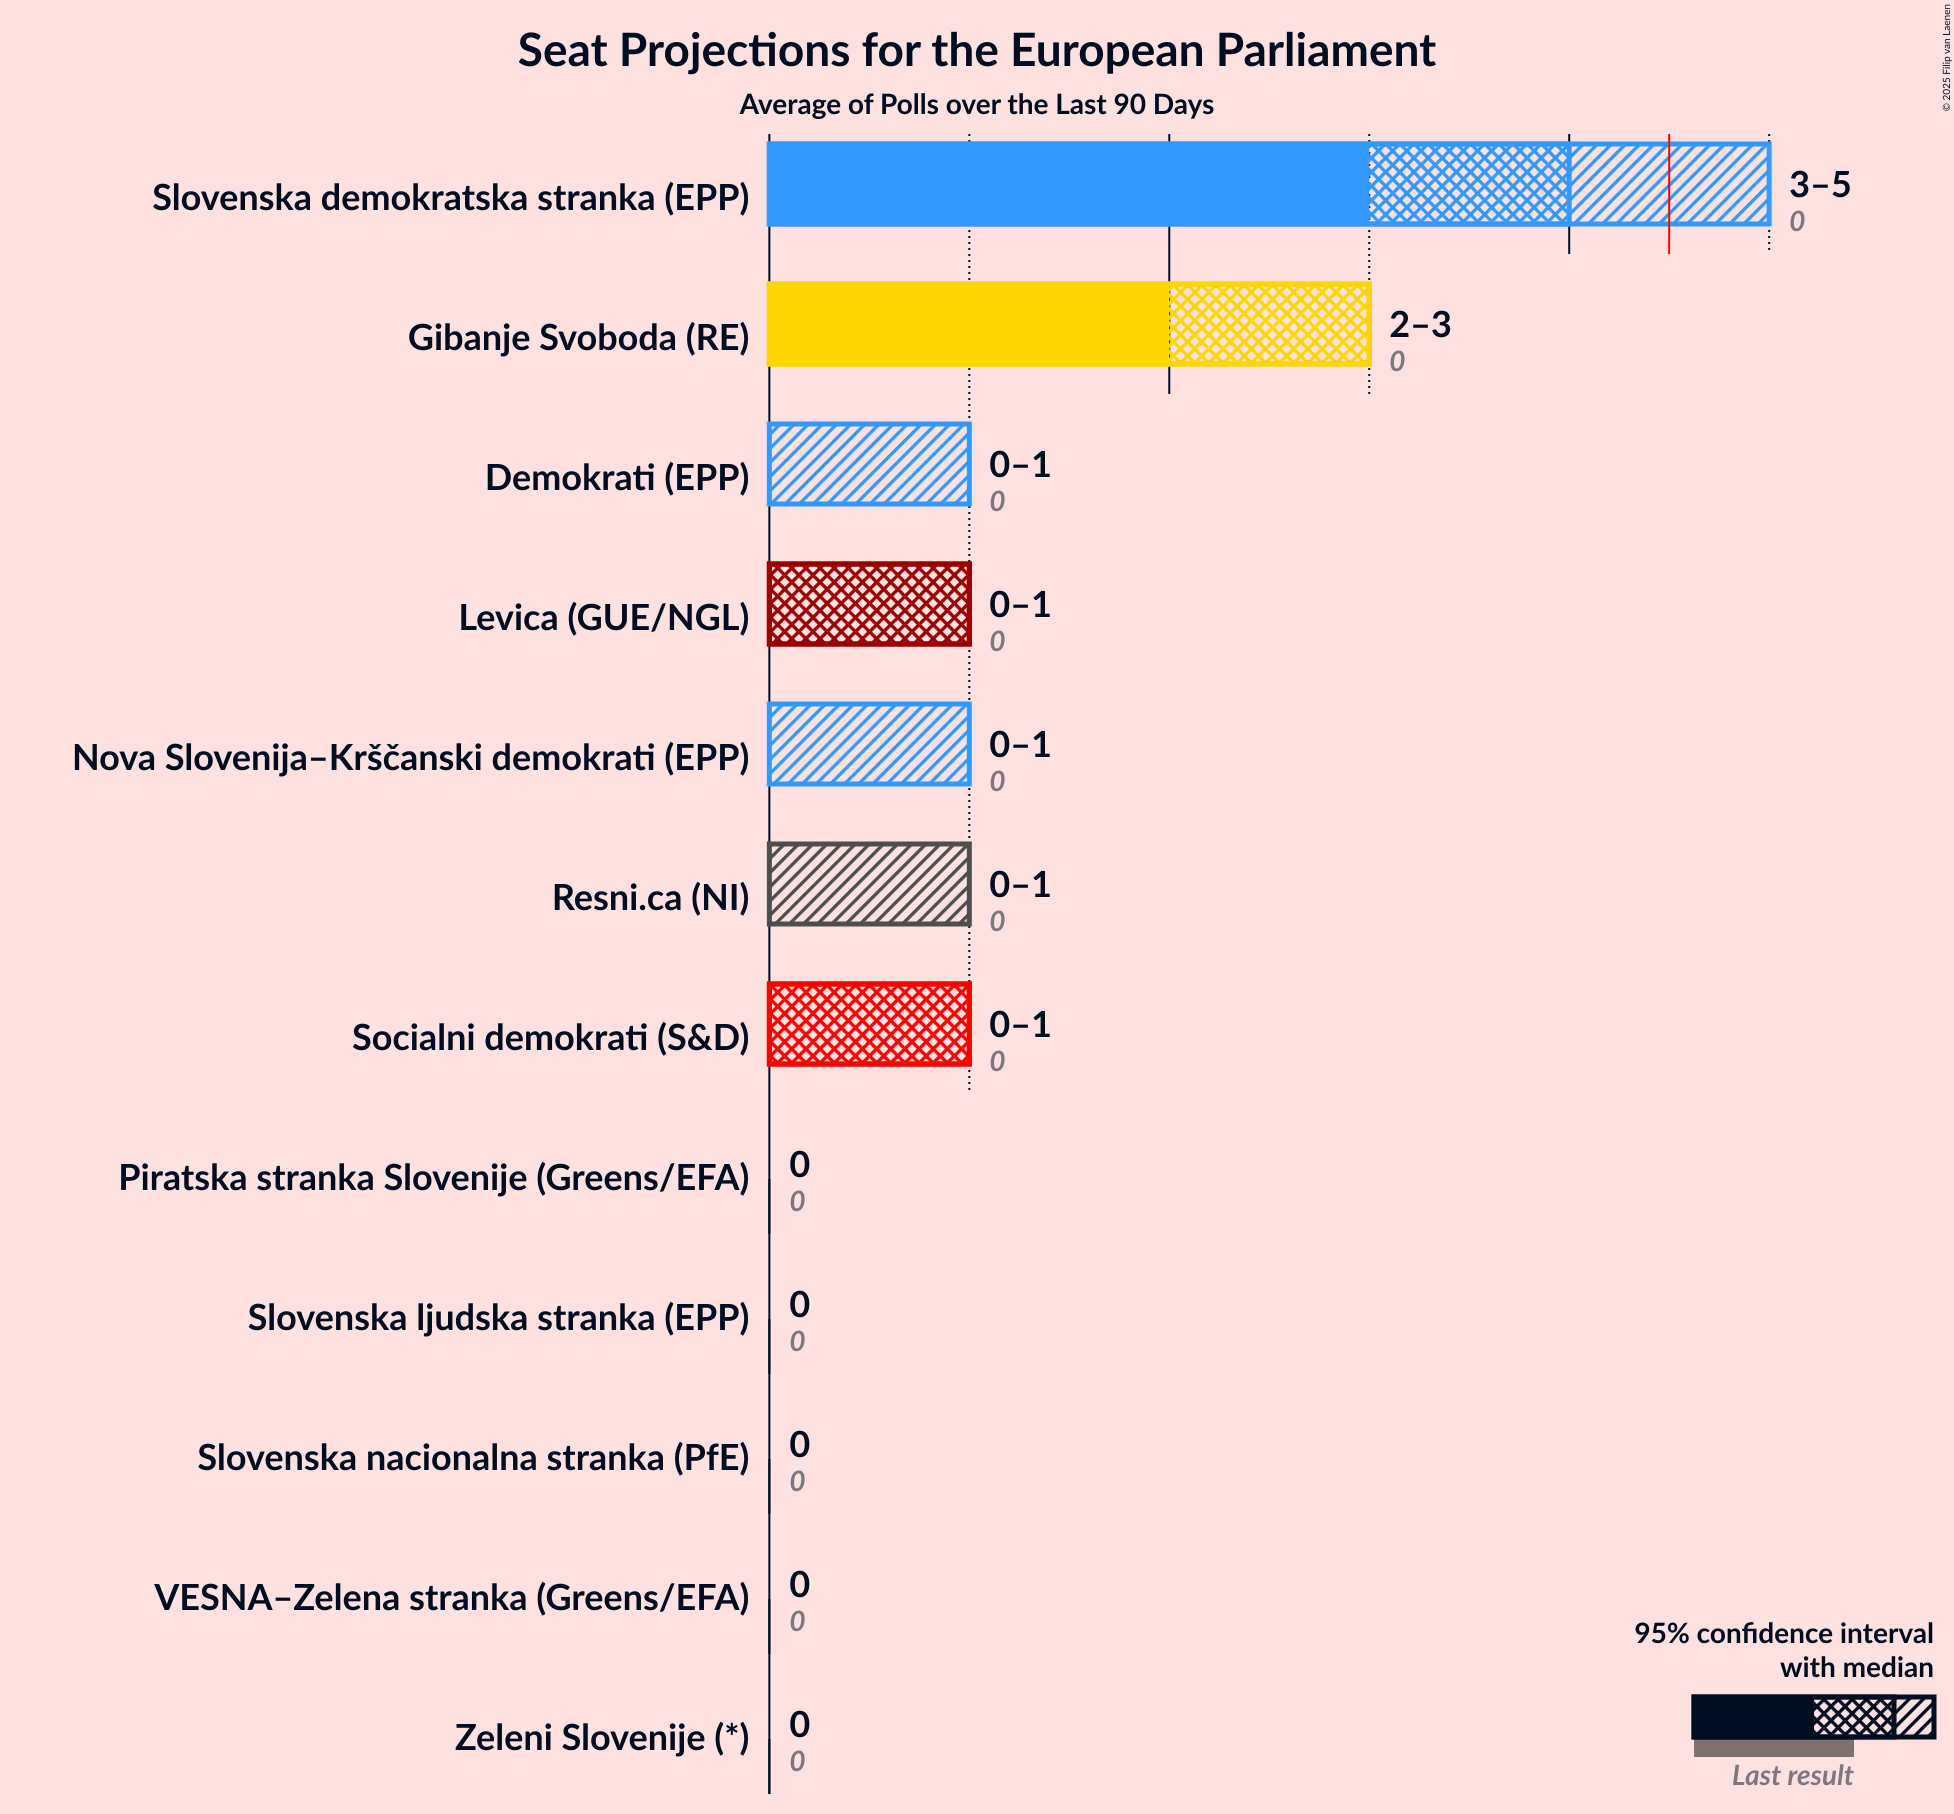 Seat Projections for the European Parliament
Average of Polls over the Last 90 Days
© 2025 Filip van Laenen
Slovenska demokratska stranka (EPP)
3–5
0
Gibanje Svoboda (RE)
2–3
0
Demokrati (EPP)
0–1
0
Levica (GUE/NGL)
0–1
0
Nova Slovenija–Krščanski demokrati (EPP)
0–1
0
Resni.ca (NI)
0–1
0
Socialni demokrati (S&D)
0–1
0
Piratska stranka Slovenije (Greens/EFA)
0
0
Slovenska ljudska stranka (EPP)
0
0
Slovenska nacionalna stranka (PfE)
0
0
VESNA–Zelena stranka (Greens/EFA)
0
0
Zeleni Slovenije (*)
0
0
95% confidence interval
with median
Last result